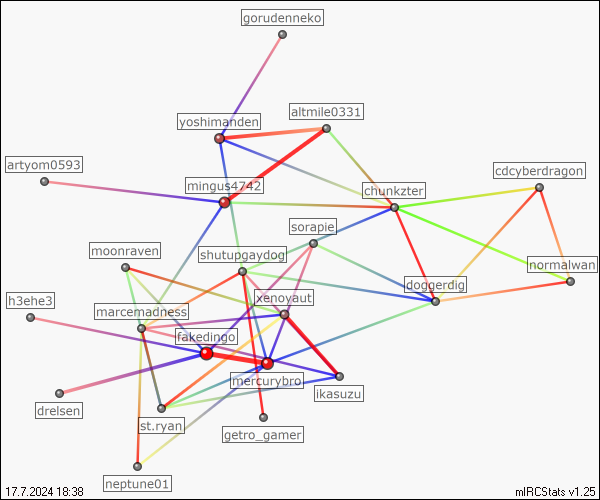 gorudenneko
altmile0331
yoshimanden
artyom0593
cdcyberdragon
mingus4742
chunkzter
sorapie
moonraven
shutupgaydog
normalwan
doggerdig
h3ehe3
xenoyaut
marcemadness
fakedingo
mercurybro
ikasuzu
drelsen
st.ryan
getro_gamer
neptune01
17.7.2024 18:38
mIRCStats v1.25